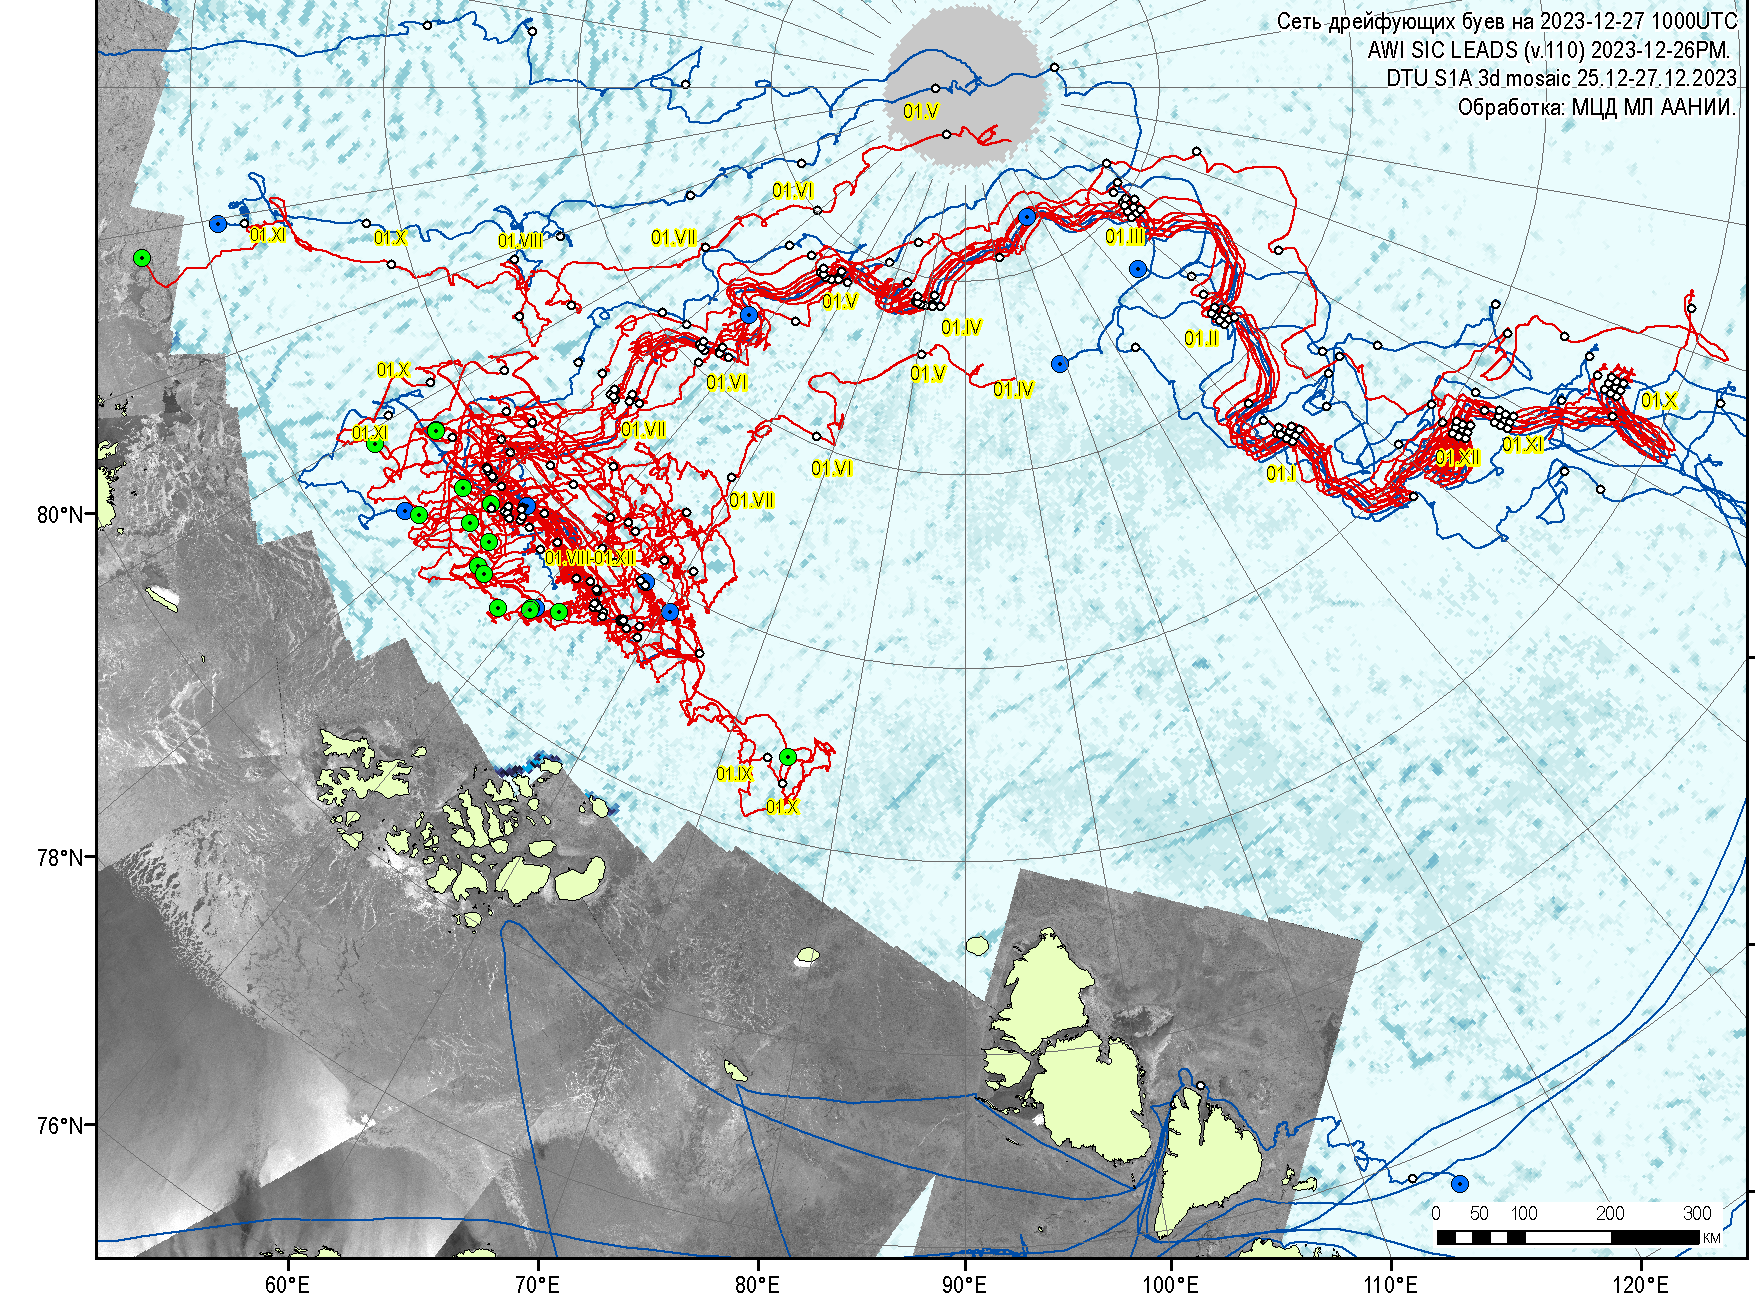 Сеть дрейфующих буев на 2023-12-27 1000UTC
AWI SIC LEADS (v.110) 2023-12-26PM.
DTU S1A 3d mosaic 25.12-27.12.2023
Обработка: МЦД МЛ ААНИИ.
01.V
01.VI
01.VII
01.VIII
01.X
01.XI
01.III
01.V
01.IV
01.II
01.V
01.IV
01.VI
01.X
01.X
01.VII
01.XI
01.XI
01.VI
01.XII
01.I
01.VII
80°N
01.VIII-01.XII
01.IX
01.X
78°N
76°N
0 50 100 200 300
КМ
60°E 70°E 80°E 90°E 100°E 110°E 120°E